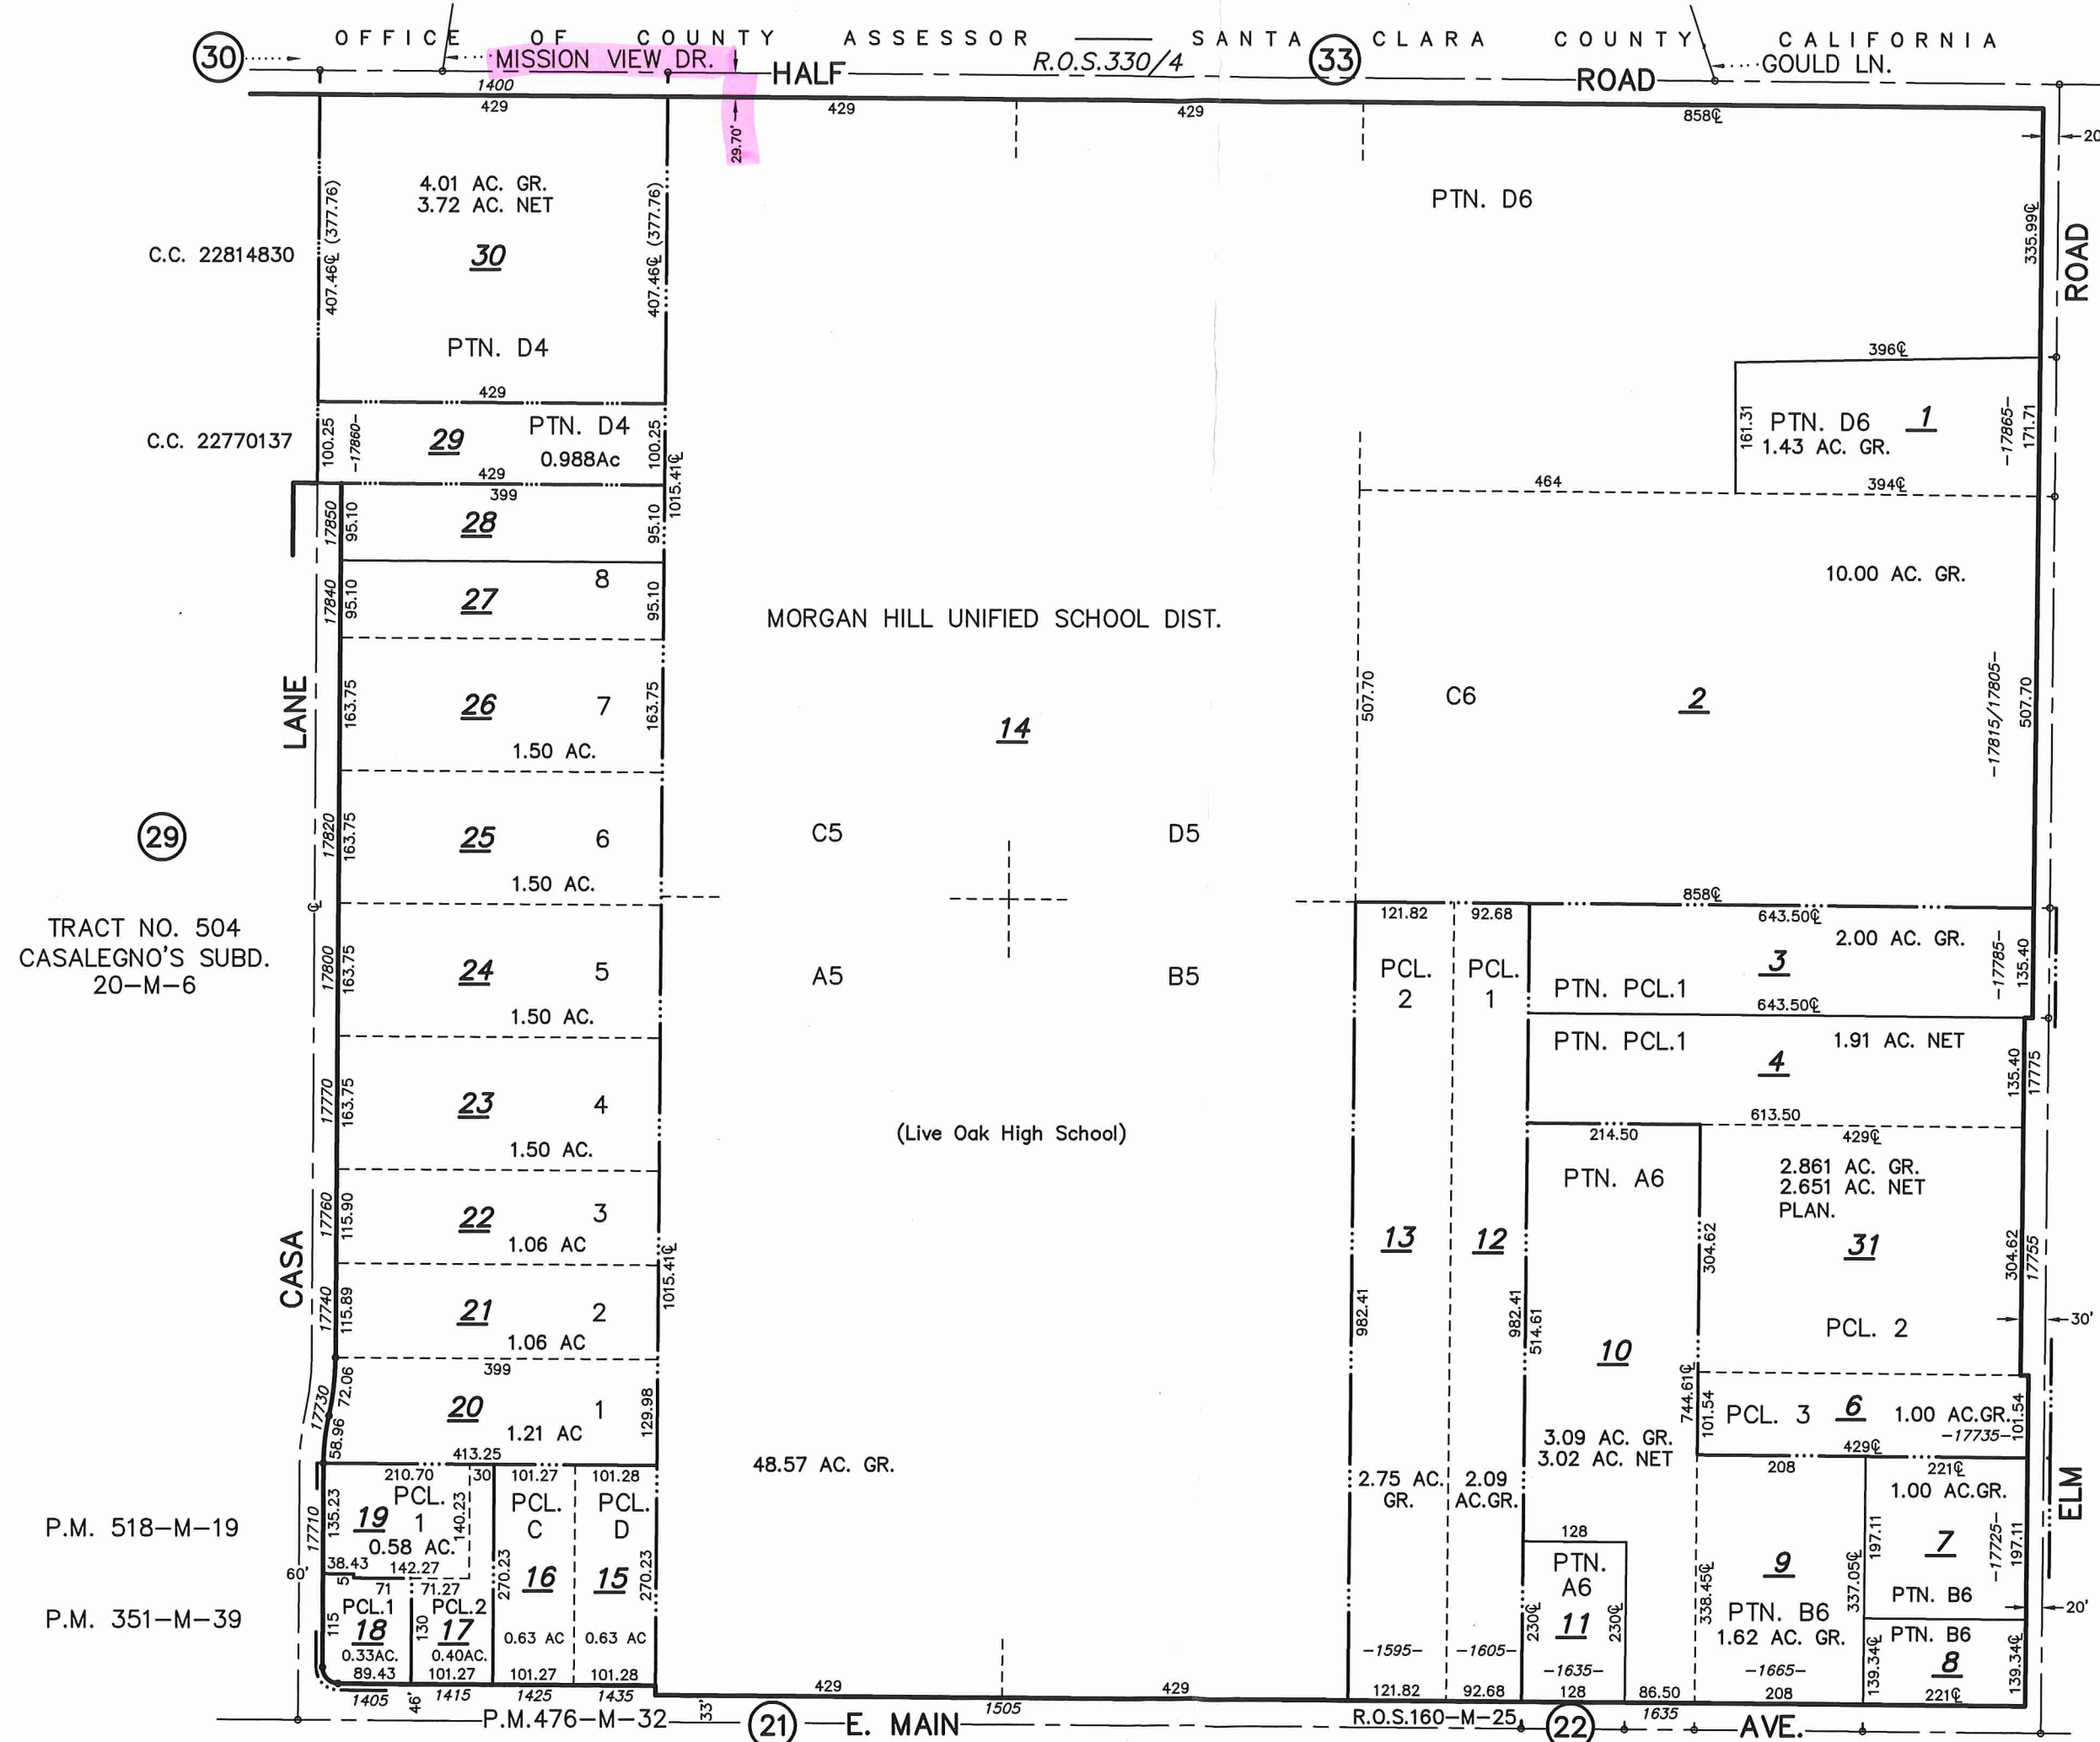 OFFICE OF COUNTY ASSESSOR SANTA CLARA COUNTY, CALIFORNIA
30
MISSION VIEW DR.
HALF
R.O.S.330/4
33
ROAD
GOULD LN.
1400
429
429
429
858℄
29.70'
20
4.01 AC. GR.
3.72 AC. NET
30
PTN. D4
407.46℄ (377.76)
407.46℄ (377.76)
C.C. 22814830
429
PTN. D6
335.99℄
ROAD
396℄
161.31
PTN. D6
1
1.43 AC. GR.
-17865-
171.71
464
394℄
C.C. 22770137
100.25
-17860-
29
PTN. D4
0.988Ac
100.25
1015.41℄
429
399
17850
95.10
28
95.10
17840
95.10
27
8
95.10
LANE
163.75
26
7
163.75
1.50 AC.
17820
163.75
25
6
1.50 AC.
℄
17800
163.75
24
5
1.50 AC.
17770
163.75
23
4
1.50 AC.
17760
115.90
22
3
1.06 AC
CASA
17740
115.89
21
2
1.06 AC
1015.41℄
399
17730
72.06
58.96
20
1
1.21 AC
129.98
413.25
29
TRACT NO. 504
CASALEGNO'S SUBD.
20-M-6
MORGAN HILL UNIFIED SCHOOL DIST.
14
C5
D5
A5
B5
(Live Oak High School)
48.57 AC. GR.
10.00 AC. GR.
507.70
C6
2
-17815/17805-
507.70
858℄
121.82
92.68
643.50℄
2.00 AC. GR.
PCL.
2
PCL.
1
PTN. PCL.1
3
-17785-
135.40
643.50℄
PTN. PCL.1
1.91 AC. NET
4
135.40
17775
613.50
214.50
429℄
PTN. A6
2.861 AC. GR.
2.651 AC. NET
PLAN.
13
12
304.62
31
304.62
17755
982.41
982.41
514.61
10
PCL. 2
30'
744.61℄
101.54
PCL. 3
6
1.00 AC.GR.
-17735-
101.54
3.09 AC. GR.
3.02 AC. NET
429℄
208
221℄
2.75 AC.
GR.
2.09
AC.GR.
1.00 AC.GR.
ELM
128
PTN.
A6
11
230℄
230℄
338.45℄
9
PTN. B6
1.62 AC. GR.
337.05℄
197.11
7
-17725-
197.11
PTN. B6
20'
PTN. B6
8
139.34℄
139.34℄
-1595-
-1605-
-1635-
-1665-
210.70
30
101.27
101.28
P.M. 518-M-19
17710
135.23
PCL.
1
19
0.58 AC.
140.23
PCL.
C
PCL.
D
38.43
142.27
60'
5
71
71.27
270.23
16
15
270.23
P.M. 351-M-39
115
PCL.1
18
0.33AC.
130
PCL.2
17
0.40AC.
0.63 AC
0.63 AC
89.43
101.27
101.27
101.28
429
429
121.82
92.68
128
86.50
208
221℄
1405
46'
1415
1425
1435
33'
1505
1635
P.M.476-M-32
21
E. MAIN
R.O.S.160-M-25
22
AVE.